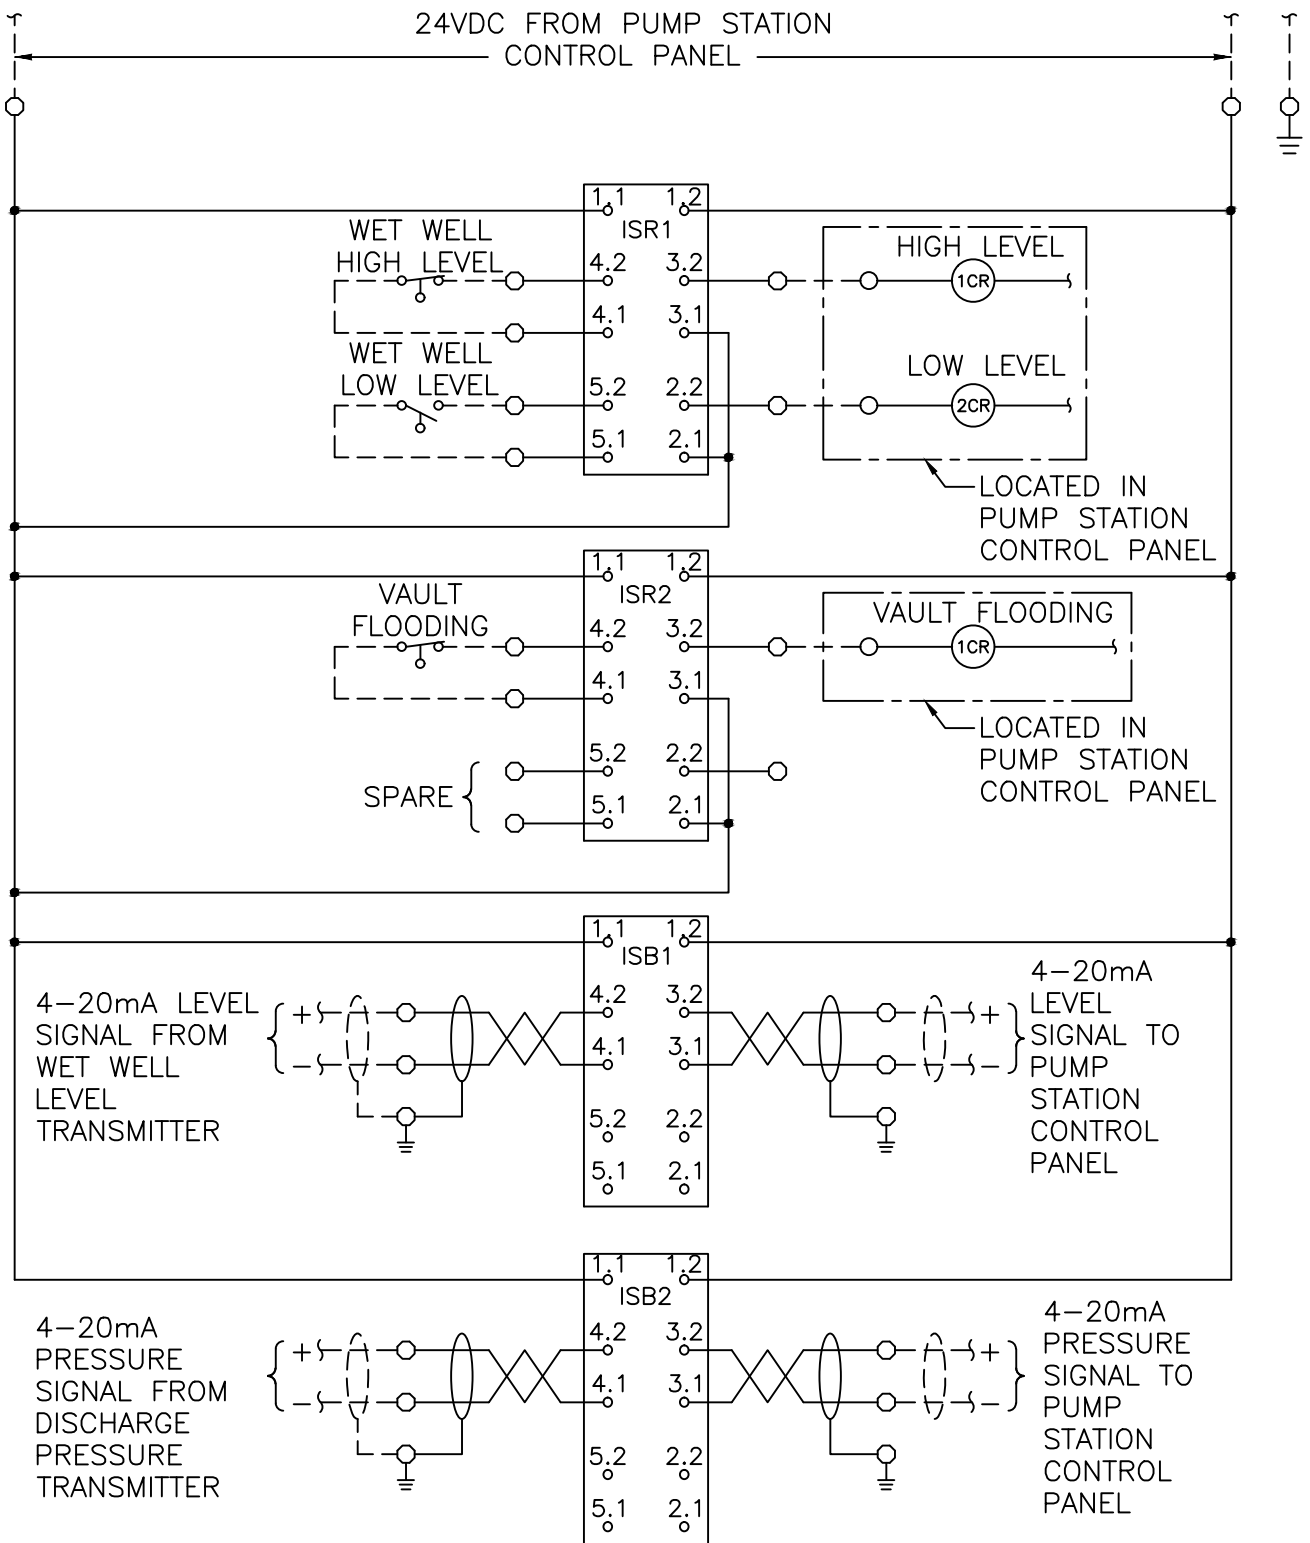 24VDC FROM PUMP STATION
CONTROL PANEL
1.1 1.2
ISR1
WET WELL
HIGH LEVEL
4.2 3.2
HIGH LEVEL
1CR
4.1 3.1
WET WELL
LOW LEVEL
5.2 2.2
LOW LEVEL
2CR
5.1 2.1
LOCATED IN
PUMP STATION
CONTROL PANEL
1.1 1.2
ISR2
VAULT
FLOODING
4.2 3.2
VAULT FLOODING
1CR
4.1 3.1
LOCATED IN
PUMP STATION
CONTROL PANEL
SPARE
5.2 2.2
5.1 2.1
1.1 1.2
ISB1
4-20mA LEVEL
SIGNAL FROM
WET WELL
LEVEL
TRANSMITTER
+
-
4.2 3.2
4.1 3.1
5.2 2.2
5.1 2.1
+
-
4-20mA
LEVEL
SIGNAL TO
PUMP
STATION
CONTROL
PANEL
1.1 1.2
ISB2
4-20mA
PRESSURE
SIGNAL FROM
DISCHARGE
PRESSURE
TRANSMITTER
+
-
4.2 3.2
4.1 3.1
5.2 2.2
5.1 2.1
+
-
4-20mA
PRESSURE
SIGNAL TO
PUMP
STATION
CONTROL
PANEL